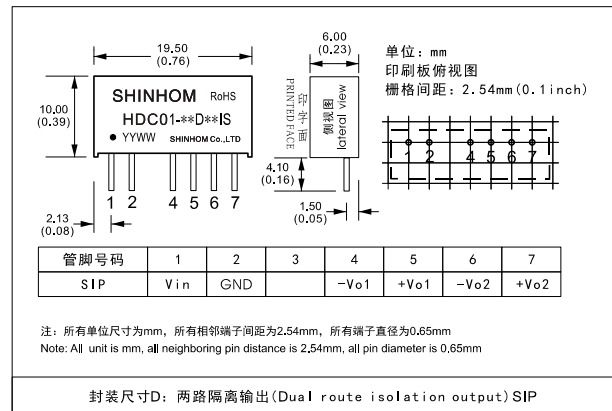 19.50
(0.76)
6.00
(0.23)
单位: mm
印刷板俯视图
栅格间距: 2.54mm(0.1inch)
10.00
(0.39)
SHINHOM RoHS
HDC01-**D**IS
YYWW SHINHOM Co.,LTD
印字面
PRINTED FACE
侧视图
lateral view
4.10
(0.16)
1.50
(0.05)
2.13
(0.08)
1 2 4 5 6 7
1 2 4 5 6 7
管脚号码 1 2 3 4 5 6 7
SIP Vin GND -Vo1 +Vo1 -Vo2 +Vo2
注: 所有单位尺寸为mm，所有相邻端子间距为2.54mm，所有端子直径为0.65mm
Note: All unit is mm, all neighboring pin distance is 2.54mm, all pin diameter is 0,65mm
封装尺寸D: 两路隔离输出(Dual route isolation output) SIP